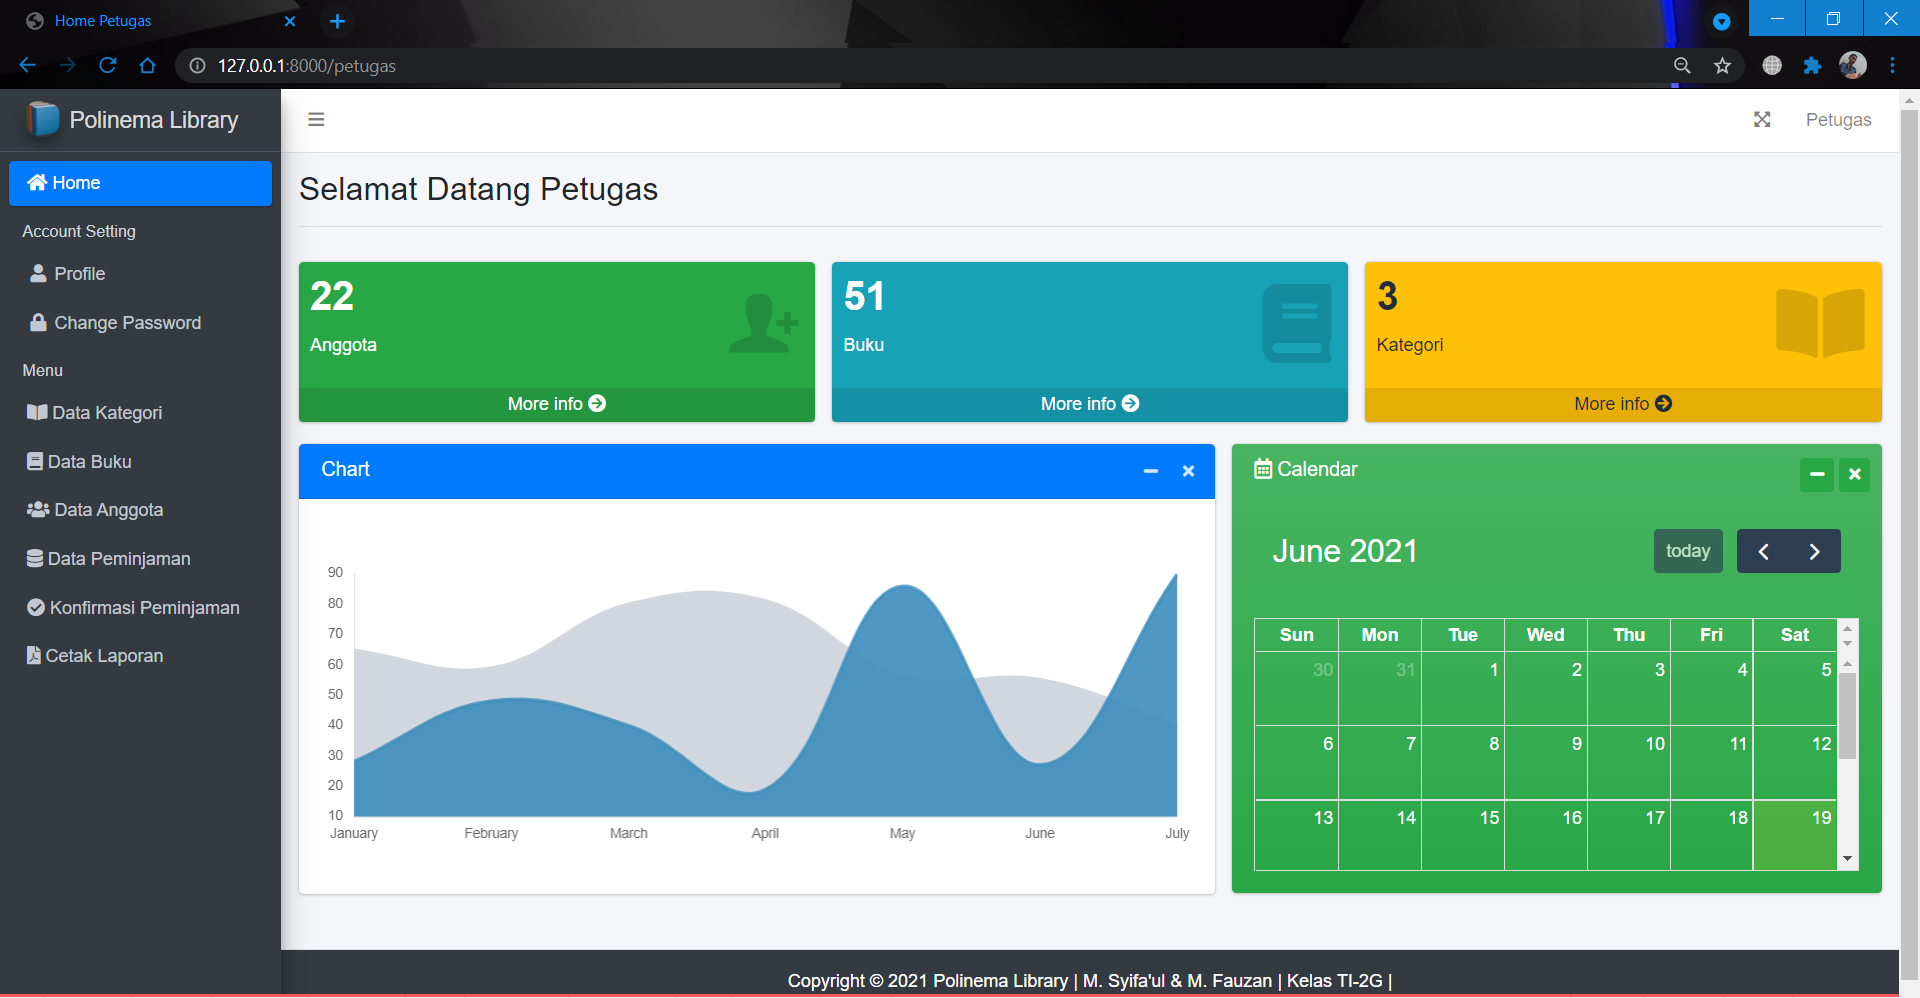 Home Petugas
127.0.0.1:8000/petugas
Polinema Library
Petugas
Home
Account Setting
Profile
Change Password
Menu
Data Kategori
Data Buku
Data Anggota
Data Peminjaman
Konfirmasi Peminjaman
Cetak Laporan
Selamat Datang Petugas
22
Anggota
More info
51
Buku
More info
3
Kategori
More info
Chart
90
80
70
60
50
40
30
20
10
January February March April May June July
Calendar
June 2021
today
Sun Mon Tue Wed Thu Fri Sat
30 31 1 2 3 4 5
6 7 8 9 10 11 12
13 14 15 16 17 18 19
Copyright © 2021 Polinema Library | M. Syifa'ul & M. Fauzan | Kelas TI-2G |